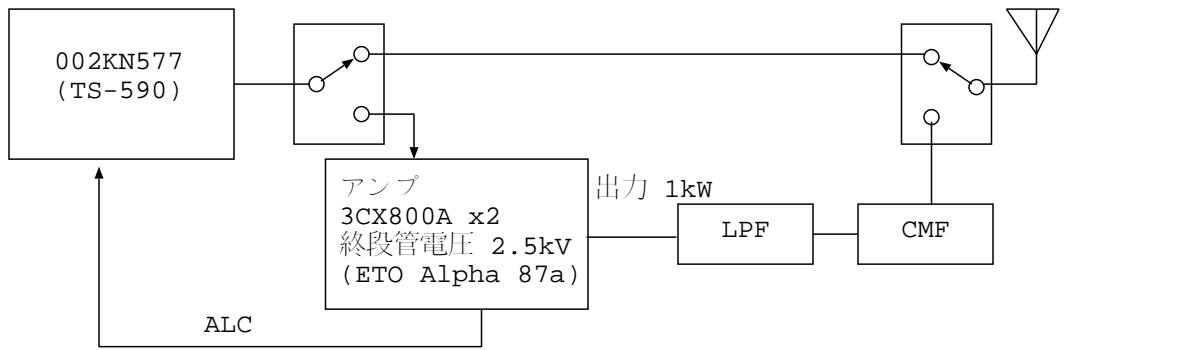 002KN577
(TS-590)
アンプ
3CX800A x2
終段管電圧 2.5kV
(ETO Alpha 87a)
出力 1kW
LPF
CMF
ALC